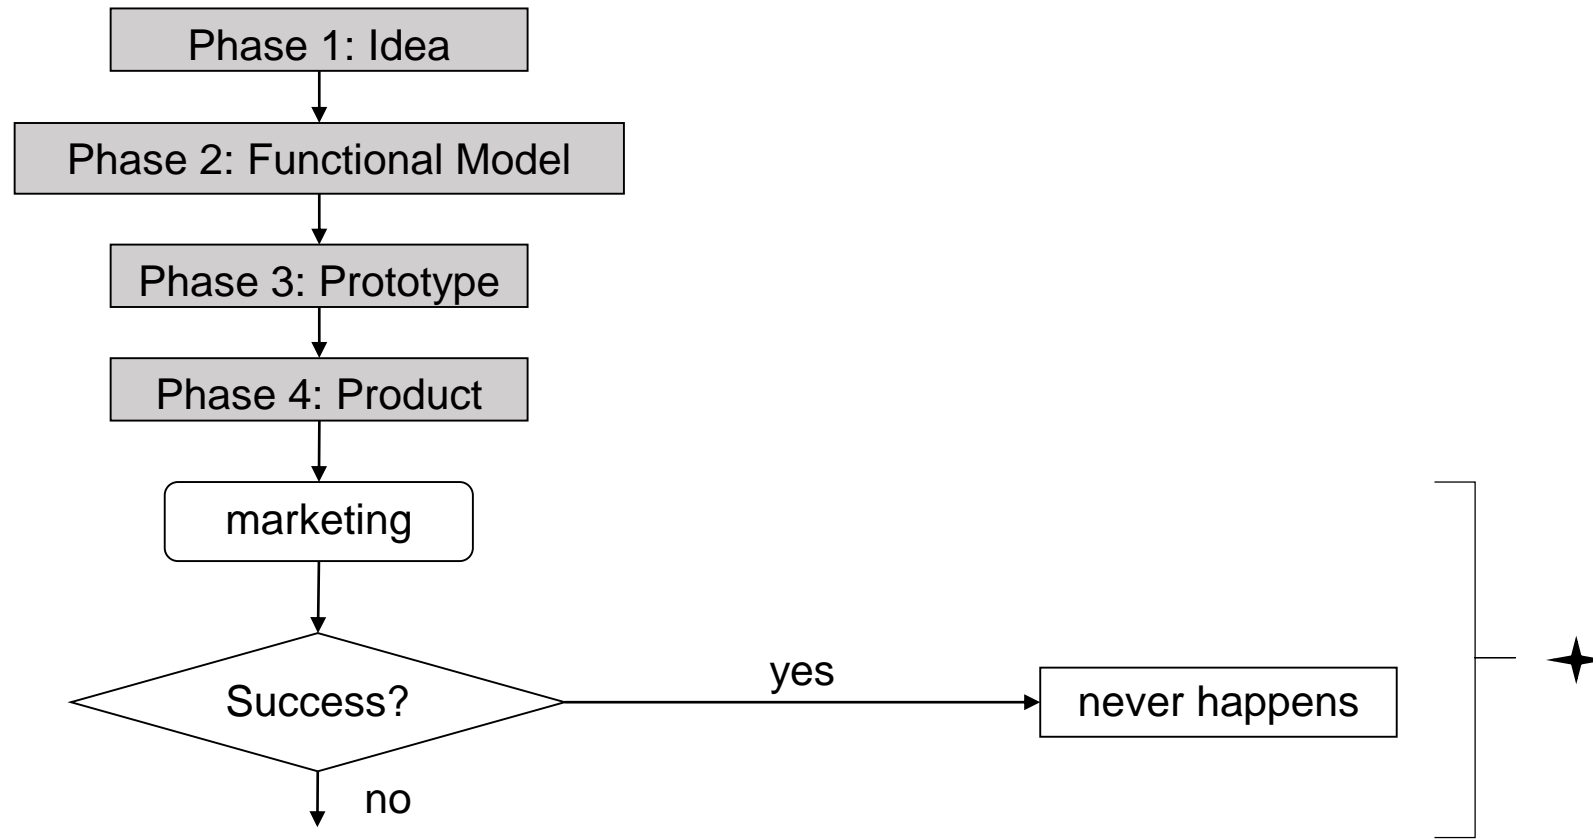 Phase 1: Idea
Phase 2: Functional Model
Phase 3: Prototype
Phase 4: Product
marketing
Success?
yes
never happens
no